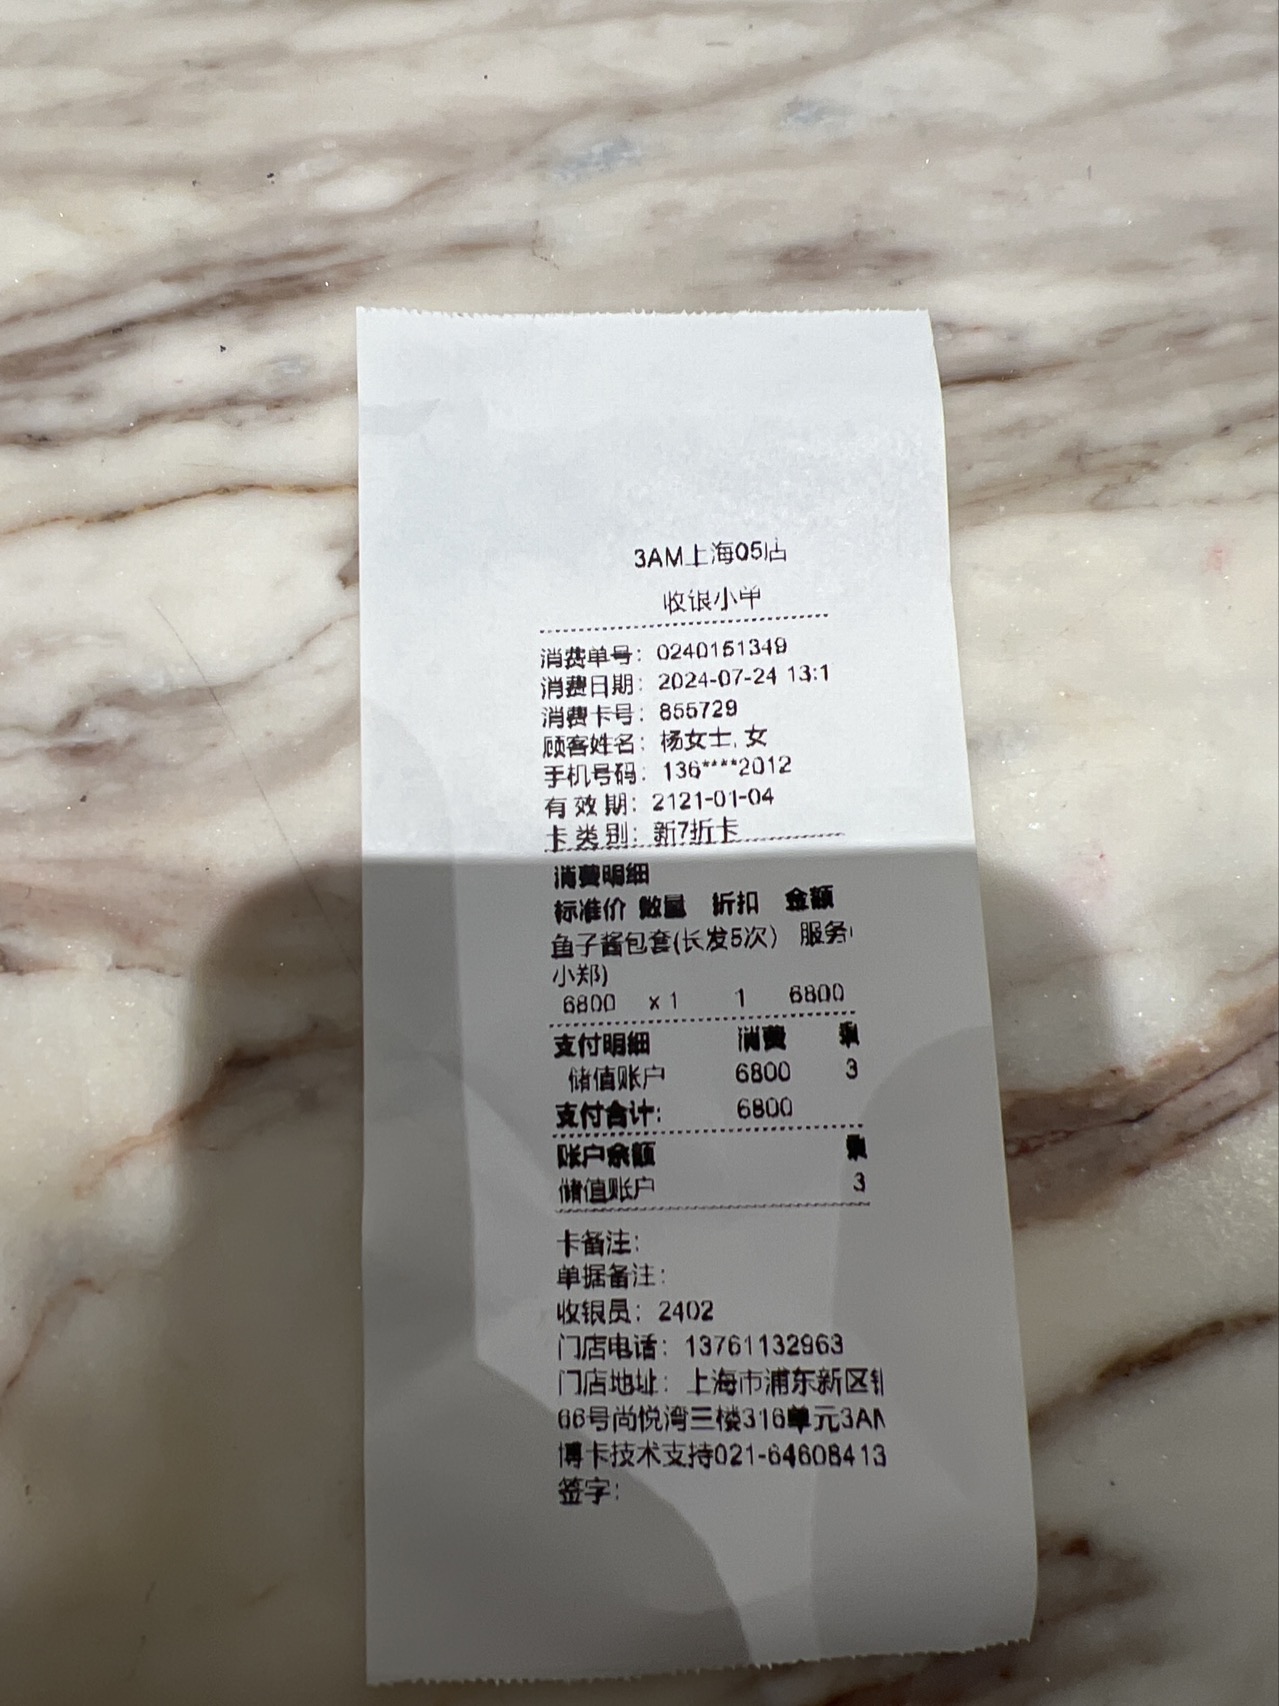 3AM上海05店
收银小单
消费单号：0240151349
消费日期：2024-07-24 13:1
消费卡号：855729
顾客姓名：杨女士, 女
手机号码：136****2012
有 效 期：2121-01-04
卡 类 别：新7折卡
消费明细
标准价 数量 折扣 金额
鱼子酱包套(长发5次） 服务
小郑)
6800 x 1 1 6800
支付明细 消费 剩
储值账户 6800 3
支付合计： 6800
账户余额 剩
储值账户 3
卡备注：
单据备注：
收银员：2402
门店电话：13761132963
门店地址：上海市浦东新区
66号尚悦湾三楼316单元3A
博卡技术支持021-64608413
签字：